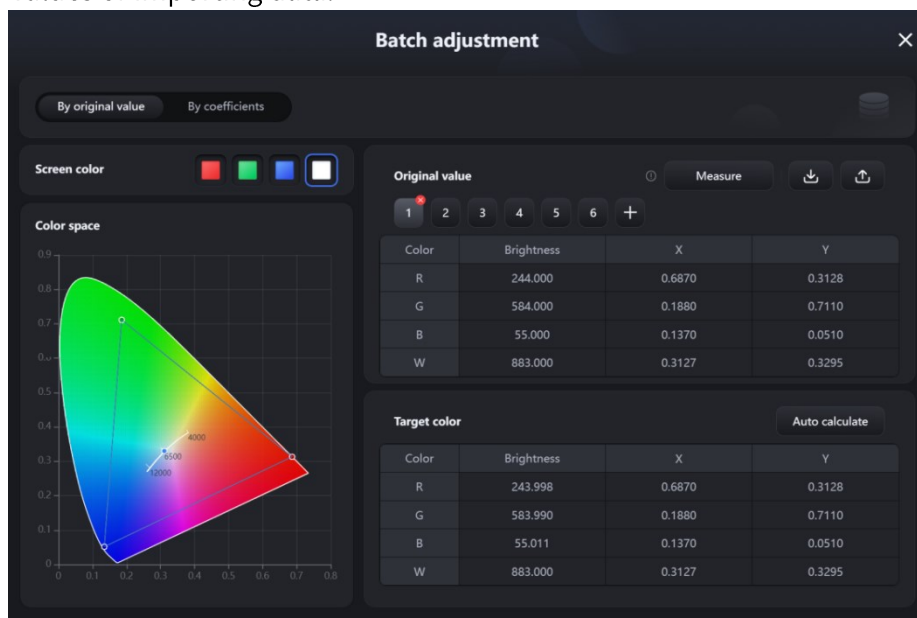 Batch adjustment
By original value By coefficients
Screen color
Original value Measure
1 2 3 4 5 6 +
Color Brightness X Y
R 244.000 0.6870 0.3128
G 584.000 0.1880 0.7110
B 55.000 0.1370 0.0510
W 883.000 0.3127 0.3295
Color space
0.9
0.8
0.7
0.5
0.4
0.3
0.2
0.1
0
0 0.1 0.2 0.3 0.4 0.5 0.6 0.7 0.8
4000
6500
12000
Target color Auto calculate
Color Brightness X Y
R 243.998 0.6870 0.3128
G 583.990 0.1880 0.7110
B 55.011 0.1370 0.0510
W 883.000 0.3127 0.3295